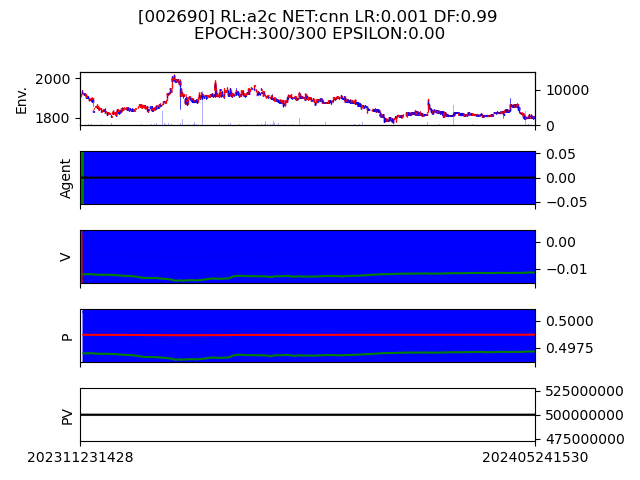 [002690] RL:a2c NET:cnn LR:0.001 DF:0.99
EPOCH:300/300 EPSILON:0.00
Env.
2000
1800
10000
0
Agent
0.05
0.00
−0.05
V
0.00
−0.01
P
0.5000
0.4975
PV
525000000
500000000
475000000
202311231428
202405241530